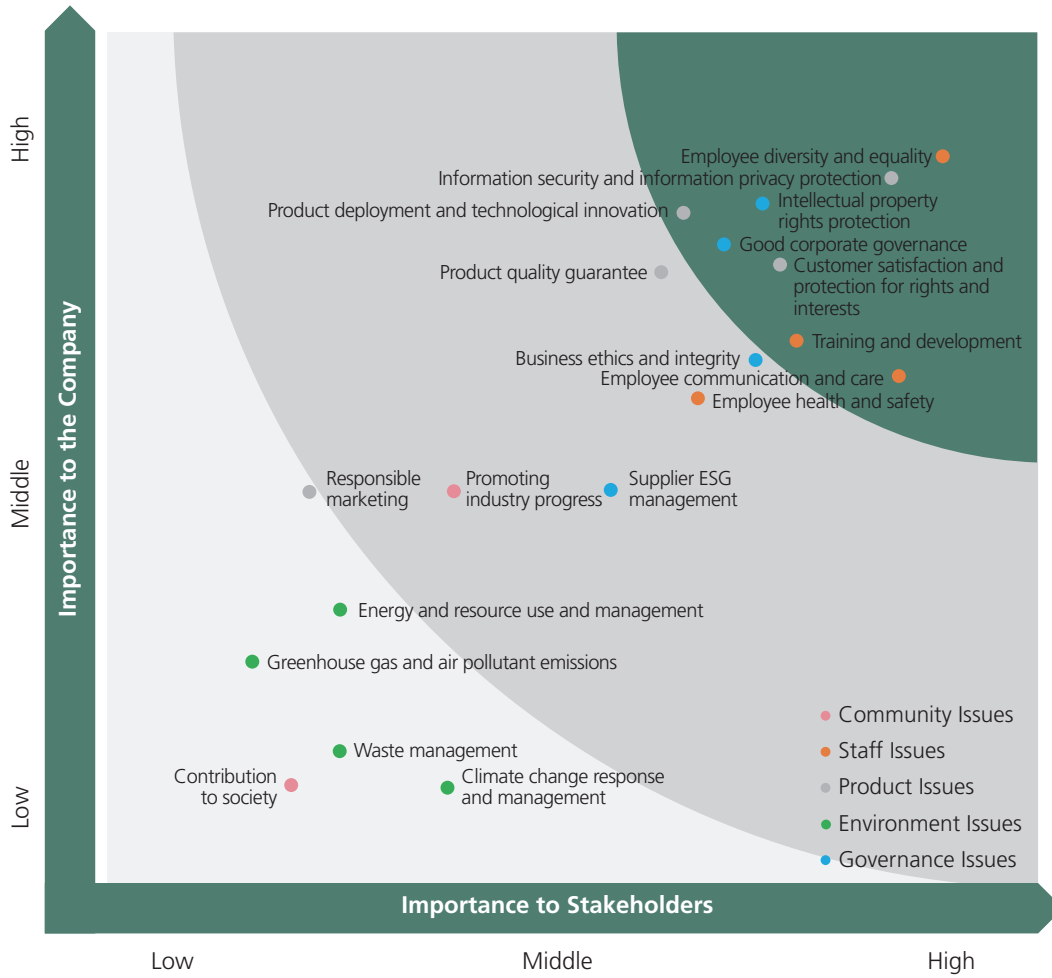 High
Middle
Low
Importance to the Company
Employee diversity and equality
Information security and information privacy protection
Intellectual property
rights protection
Product deployment and technological innovation
Good corporate governance
Customer satisfaction and
protection for rights and
interests
Product quality guarantee
Training and development
Business ethics and integrity
Employee communication and care
Employee health and safety
Responsible
marketing
Promoting
industry progress
Supplier ESG
management
Energy and resource use and management
Greenhouse gas and air pollutant emissions
Waste management
Contribution
to society
Climate change response
and management
Community Issues
Staff Issues
Product Issues
Environment Issues
Governance Issues
Importance to Stakeholders
Low
Middle
High